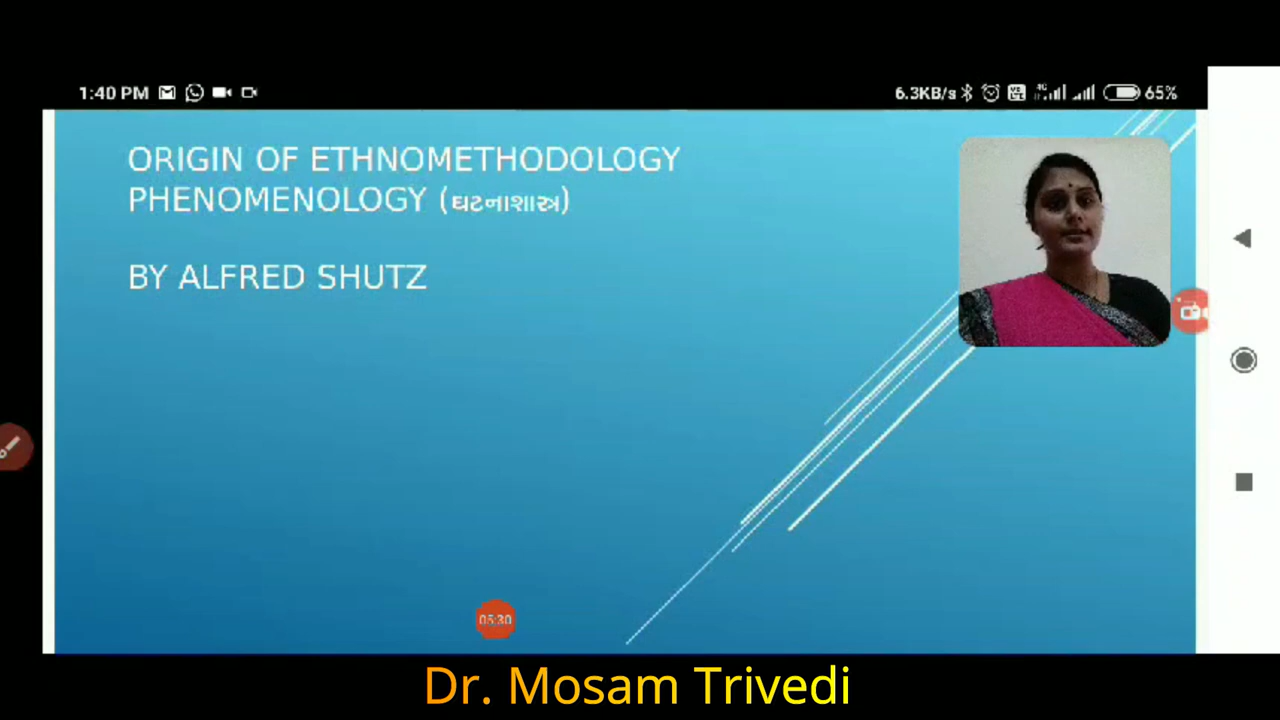 1:40 PM 6.3KB/s 4G 65%
ORIGIN OF ETHNOMETHODOLOGY
PHENOMENOLOGY (ઘટનાશાસ્ત્ર)
BY ALFRED SHUTZ
05:30
Dr. Mosam Trivedi